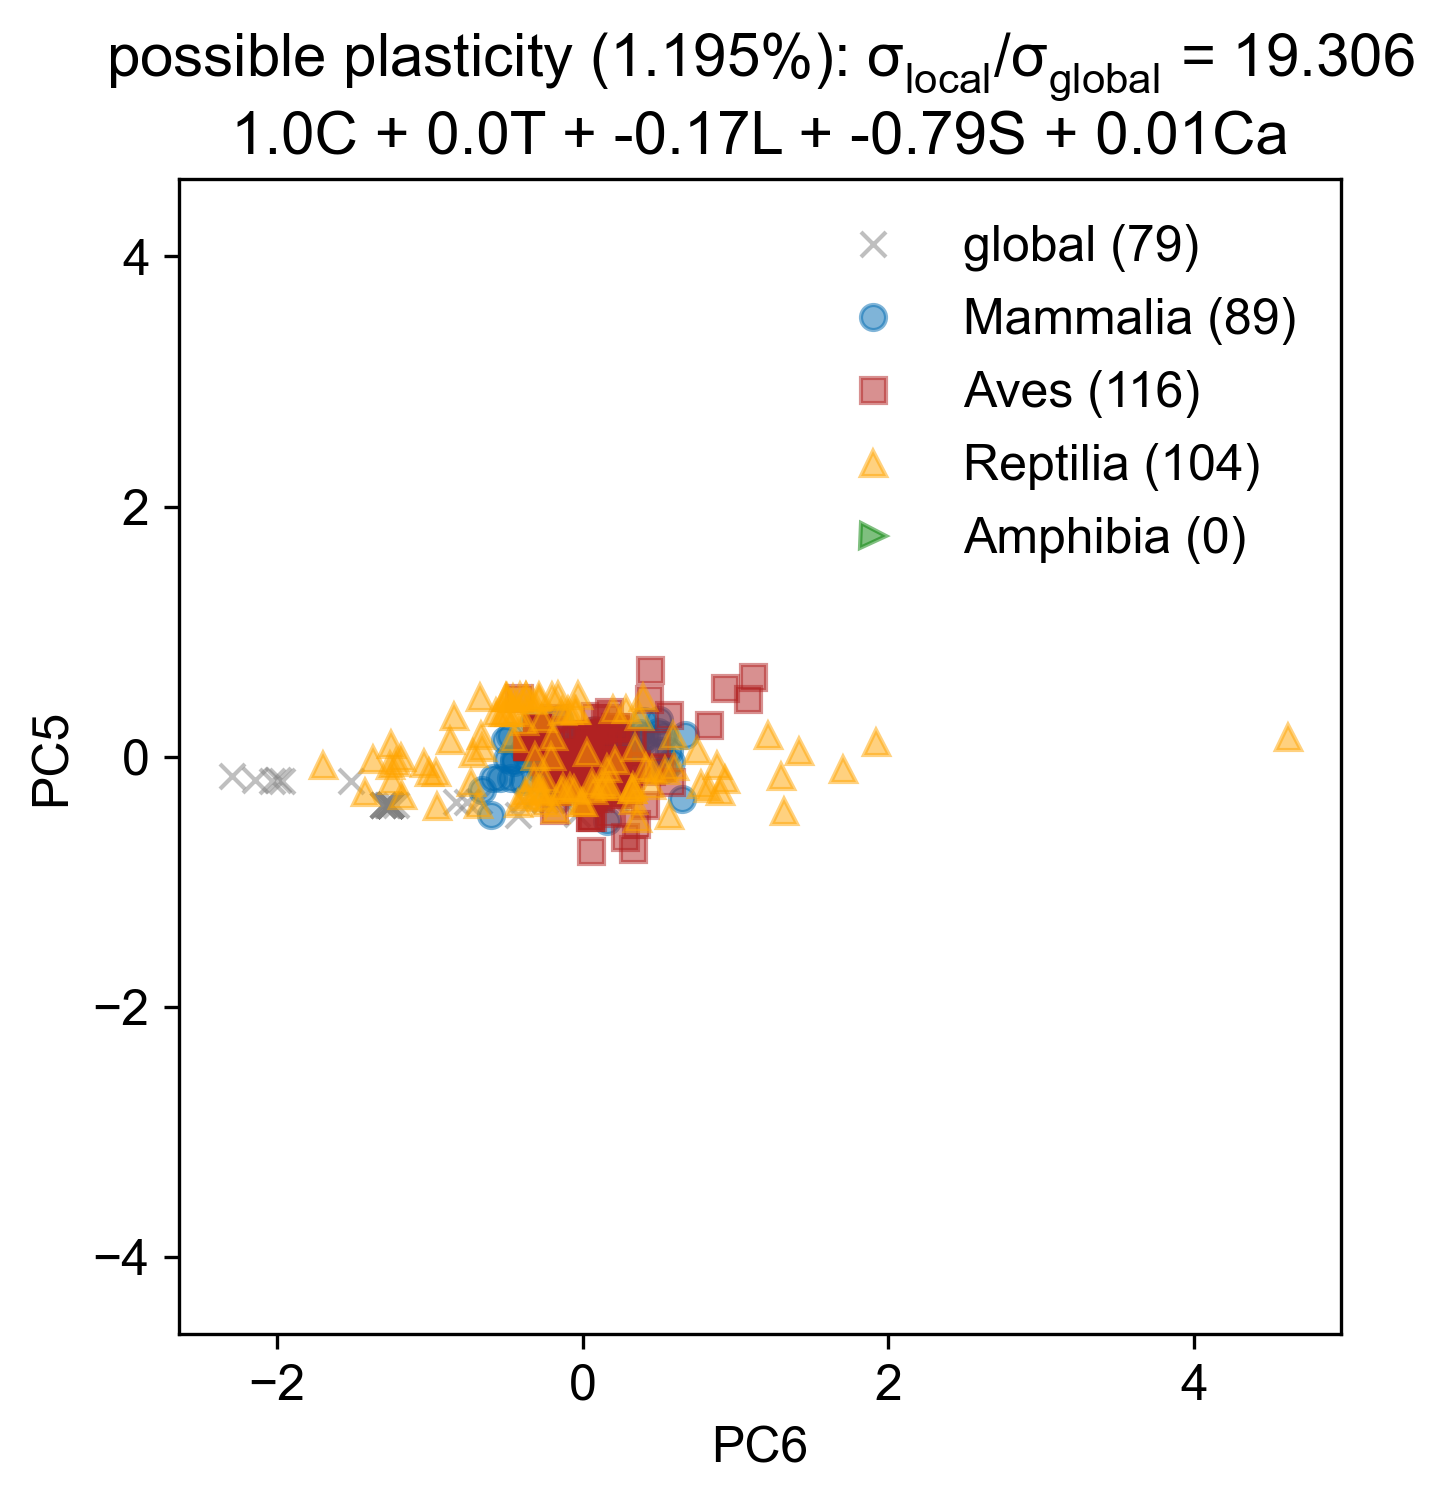 possible plasticity (1.195%): σlocal/σglobal = 19.306
1.0C + 0.0T + -0.17L + -0.79S + 0.01Ca
global (79)
Mammalia (89)
Aves (116)
Reptilia (104)
Amphibia (0)
4
2
0
−2
−4
PC5
−2
0
2
4
PC6